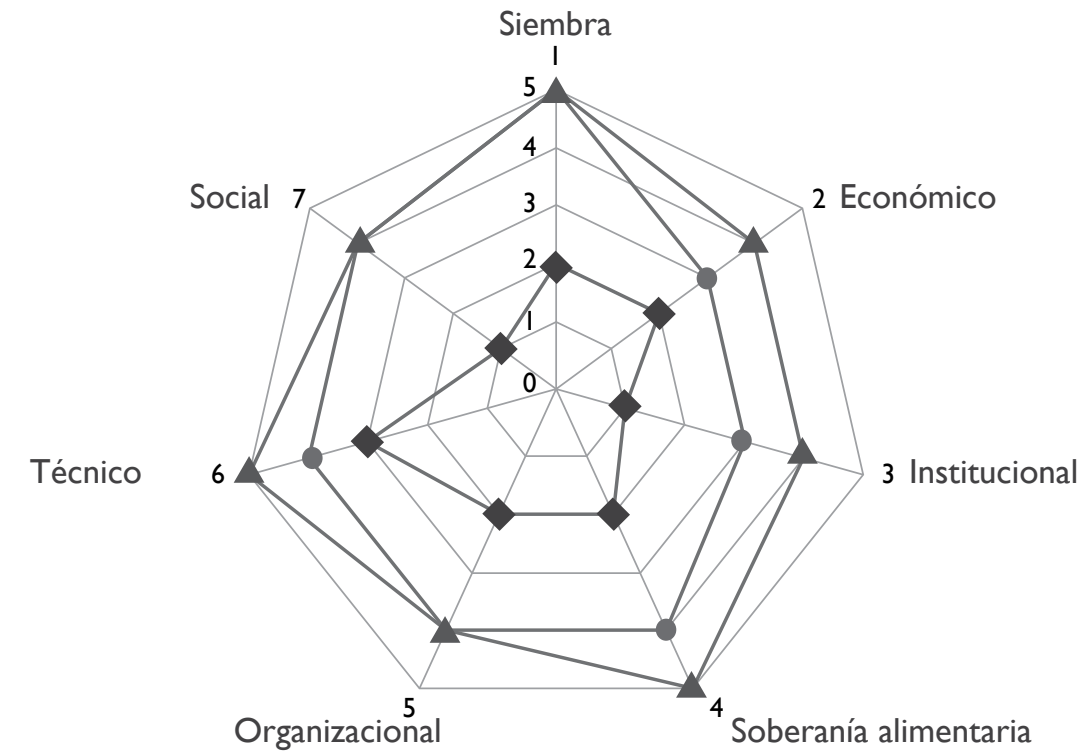 Siembra
1
5
4
3
2
1
0
2 Económico
3 Institucional
4
Soberanía alimentaria
5
Organizacional
6
Técnico
Social 7